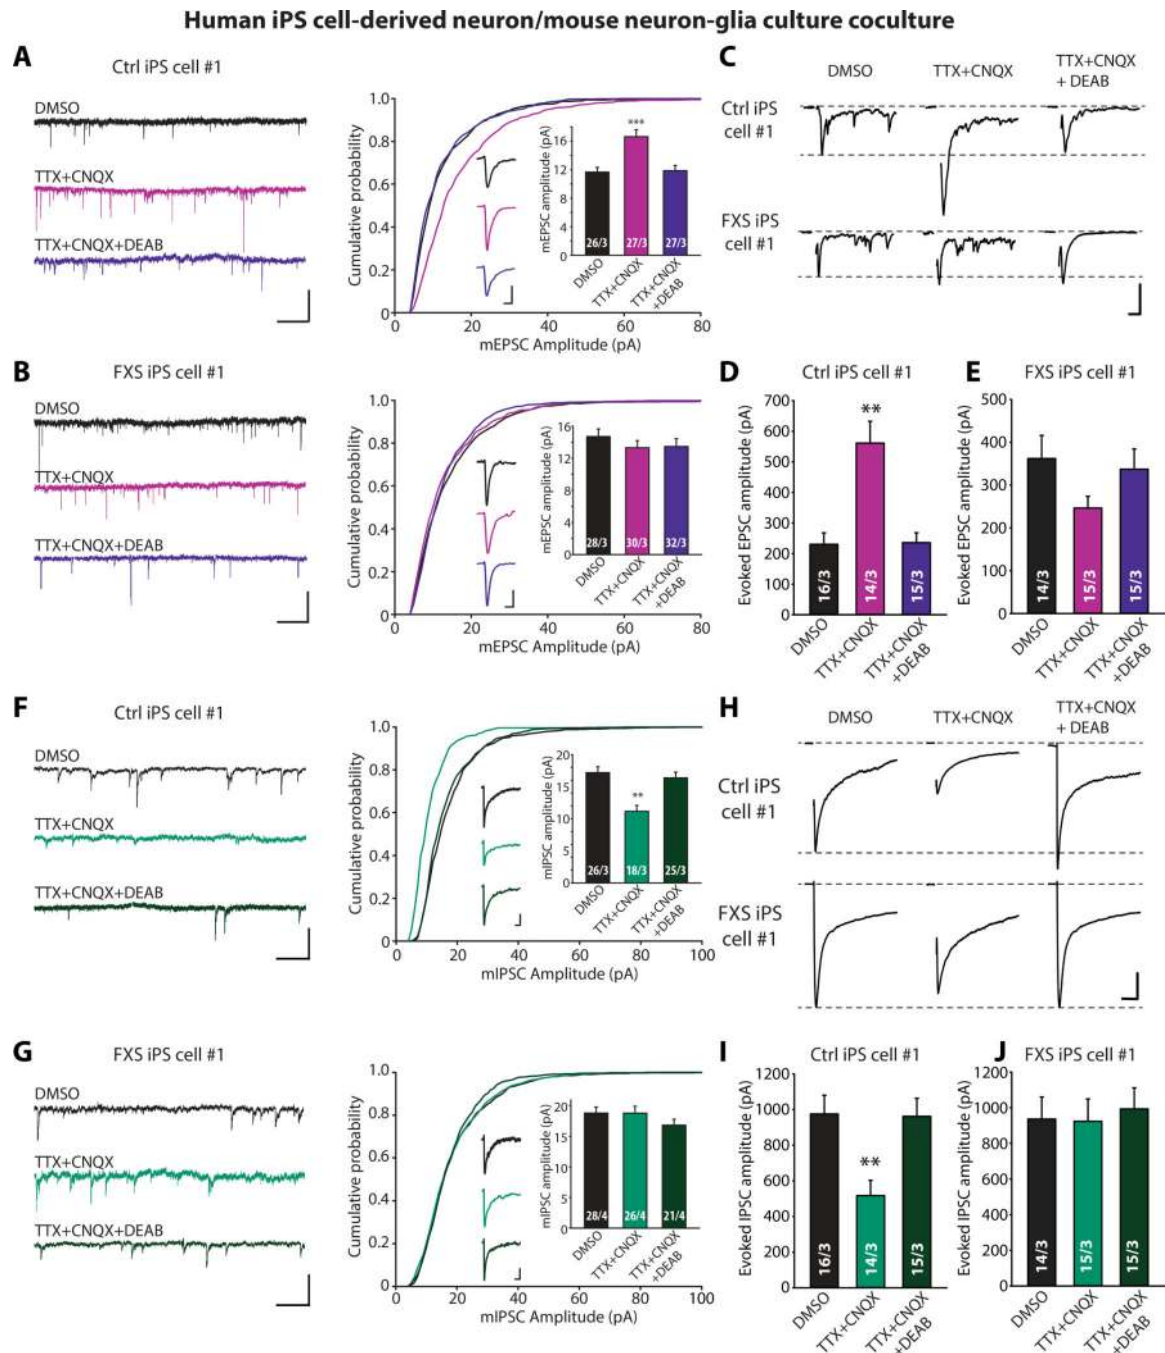 Human iPS cell-derived neuron/mouse neuron-glia culture coculture
A
Ctrl iPS cell #1
DMSO
TTX+CNQX
TTX+CNQX+DEAB
Cumulative probability
1.0
0.8
0.6
0.4
0.2
0
0
20
40
60
80
mEPSC Amplitude (pA)
mEPSC amplitude (pA)
16
12
8
4
0
***
26/3
27/3
27/3
DMSO
TTX+CNQX
TTX+CNQX
+DEAB
C
DMSO
TTX+CNQX
TTX+CNQX
+ DEAB
Ctrl iPS
cell #1
FXS iPS
cell #1
B
FXS iPS cell #1
DMSO
TTX+CNQX
TTX+CNQX+DEAB
Cumulative probability
1.0
0.8
0.6
0.4
0.2
0
0
20
40
60
80
mEPSC Amplitude (pA)
mEPSC amplitude (pA)
16
12
8
4
0
28/3
30/3
32/3
DMSO
TTX+CNQX
TTX+CNQX
+DEAB
D
Ctrl iPS cell #1
Evoked EPSC amplitude (pA)
700
600
500
400
300
200
100
0
**
16/3
14/3
15/3
DMSO
TTX+CNQX
TTX+CNQX
+DEAB
E
FXS iPS cell #1
Evoked EPSC amplitude (pA)
500
400
300
200
100
0
14/3
15/3
15/3
DMSO
TTX+CNQX
TTX+CNQX
+DEAB
F
Ctrl iPS cell #1
DMSO
TTX+CNQX
TTX+CNQX+DEAB
Cumulative probability
1.0
0.8
0.6
0.4
0.2
0
0
20
40
60
80
100
mIPSC Amplitude (pA)
mIPSC amplitude (pA)
20
15
10
5
0
**
26/3
18/3
25/3
DMSO
TTX+CNQX
TTX+CNQX
+DEAB
H
DMSO
TTX+CNQX
TTX+CNQX
+ DEAB
Ctrl iPS
cell #1
FXS iPS
cell #1
G
FXS iPS cell #1
DMSO
TTX+CNQX
TTX+CNQX+DEAB
Cumulative probability
1.0
0.8
0.6
0.4
0.2
0
0
20
40
60
80
100
mIPSC Amplitude (pA)
mIPSC amplitude (pA)
20
15
10
5
0
28/4
26/4
21/4
DMSO
TTX+CNQX
TTX+CNQX
+DEAB
I
Ctrl iPS cell #1
Evoked IPSC amplitude (pA)
1200
1000
800
600
400
200
0
**
16/3
14/3
15/3
DMSO
TTX+CNQX
TTX+CNQX
+DEAB
J
FXS iPS cell #1
Evoked IPSC amplitude (pA)
1200
1000
800
600
400
200
0
14/3
15/3
15/3
DMSO
TTX+CNQX
TTX+CNQX
+DEAB